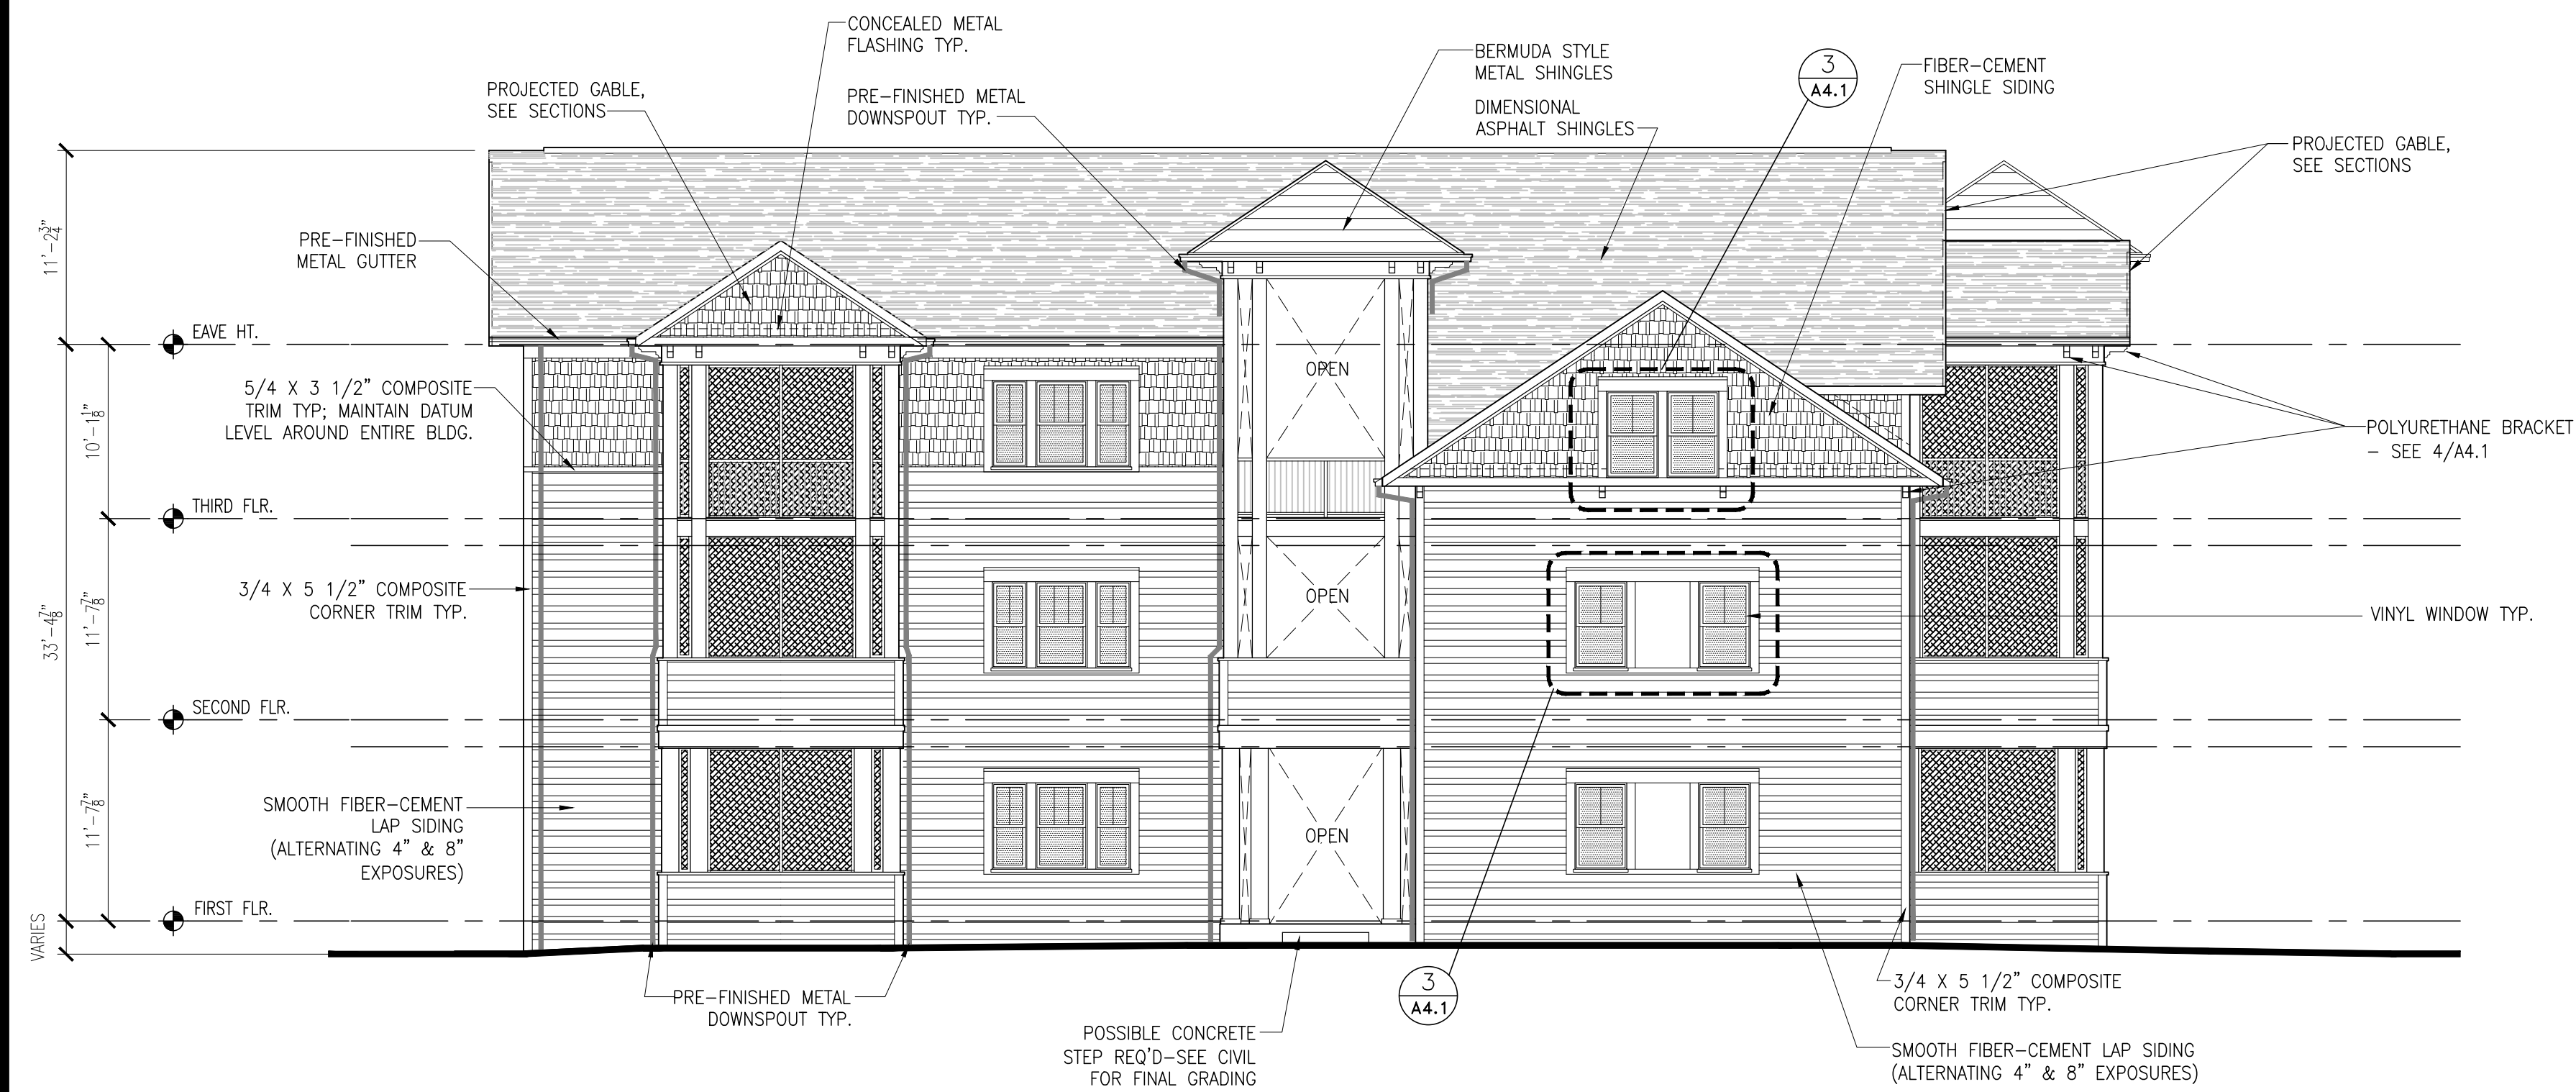 CONCEALED METAL
FLASHING TYP.
BERMUDA STYLE
METAL SHINGLES
3
A4.1
FIBER-CEMENT
SHINGLE SIDING
PROJECTED GABLE,
SEE SECTIONS
PRE-FINISHED METAL
DOWNSPOUT TYP.
DIMENSIONAL
ASPHALT SHINGLES
PROJECTED GABLE,
SEE SECTIONS
11'-2 3/4"
PRE-FINISHED
METAL GUTTER
EAVE HT.
OPEN
5/4 X 3 1/2" COMPOSITE
TRIM TYP; MAINTAIN DATUM
LEVEL AROUND ENTIRE BLDG.
10'-1 1/8"
POLYURETHANE BRACKET
- SEE 4/A4.1
THIRD FLR.
3/4 X 5 1/2" COMPOSITE
CORNER TRIM TYP.
OPEN
33'-4 7/8"
11'-7 7/8"
VINYL WINDOW TYP.
SECOND FLR.
SMOOTH FIBER-CEMENT
LAP SIDING
(ALTERNATING 4" & 8"
EXPOSURES)
11'-7 7/8"
OPEN
FIRST FLR.
VARIES
PRE-FINISHED METAL
DOWNSPOUT TYP.
3
A4.1
3/4 X 5 1/2" COMPOSITE
CORNER TRIM TYP.
POSSIBLE CONCRETE
STEP REQ'D-SEE CIVIL
FOR FINAL GRADING
SMOOTH FIBER-CEMENT LAP SIDING
(ALTERNATING 4" & 8" EXPOSURES)